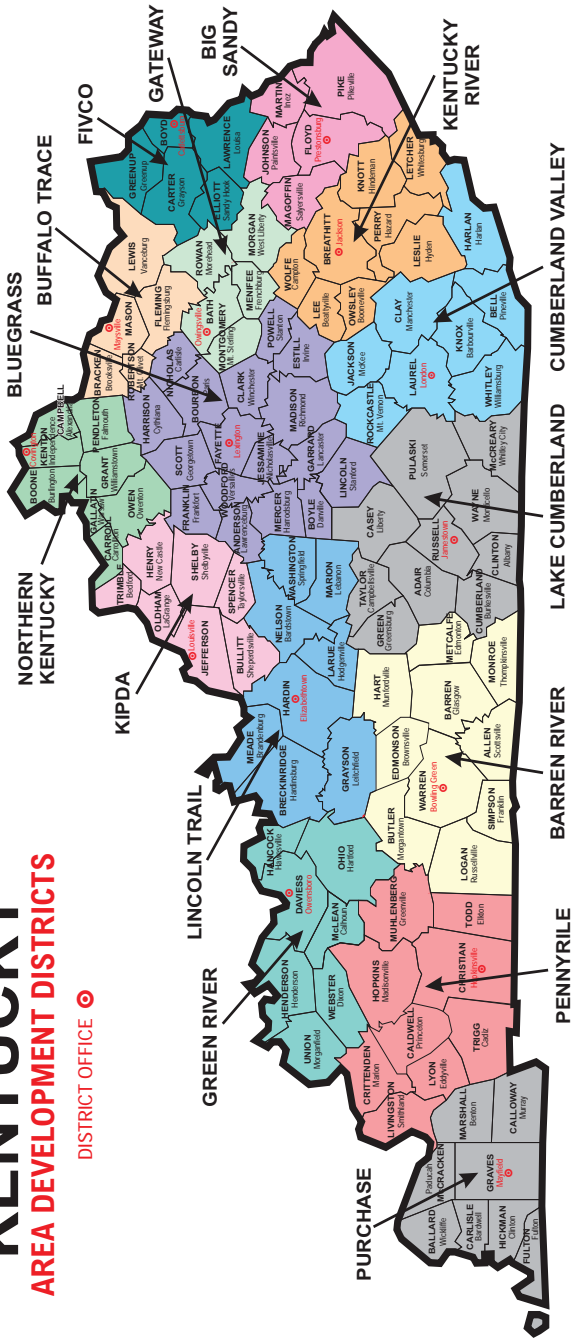 KENTUCKY
AREA DEVELOPMENT DISTRICTS
DISTRICT OFFICE
PURCHASE
GREEN RIVER
PENNYRILE
LINCOLN TRAIL
BARREN RIVER
KIPDA
NORTHERN
KENTUCKY
BLUEGRASS
BUFFALO TRACE
FIVCO
GATEWAY
BIG
SANDY
KENTUCKY
RIVER
CUMBERLAND VALLEY
LAKE CUMBERLAND
BALLARD
Wickliffe
Paducah
McCRACKEN
CARLISLE
Bardwell
HICKMAN
Clinton
FULTON
Fulton
GRAVES
Mayfield
MARSHALL
Benton
CALLOWAY
Murray
LIVINGSTON
Smithland
CRITTENDEN
Marion
LYON
Eddyville
CALDWELL
Princeton
TRIGG
Cadiz
HOPKINS
Madisonville
CHRISTIAN
Hopkinsville
MUHLENBERG
Greenville
TODD
Elkton
UNION
Morganfield
HENDERSON
Henderson
WEBSTER
Dixon
DAVIESS
Owensboro
McLEAN
Calhoun
HANCOCK
Hawesville
OHIO
Hartford
BUTLER
Morgantown
LOGAN
Russellville
EDMONSON
Brownsville
WARREN
Bowling Green
SIMPSON
Franklin
ALLEN
Scottsville
HART
Munfordville
BARREN
Glasgow
METCALFE
Edmonton
MONROE
Thompkinsville
BRECKINRIDGE
Hardinsburg
MEADE
Brandenburg
GRAYSON
Leitchfield
HARDIN
Elizabethtown
LARUE
Hodgenville
NELSON
Bardstown
WASHINGTON
Springfield
MARION
Lebanon
Louisville
JEFFERSON
BULLITT
Shepardsville
OLDHAM
LaGrange
TRIMBLE
Bedford
HENRY
New Castle
SHELBY
Shelbyville
SPENCER
Taylorsville
CARROLL
Carrollton
GALLATIN
Warsaw
OWEN
Owenton
GRANT
Williamstown
BOONE
Burlington
KENTON
Independence
Covington
CAMPBELL
Alexandria
PENDLETON
Falmouth
FRANKLIN
Frankfort
WOODFORD
Versailles
ANDERSON
Lawrenceburg
MERCER
Harrodsburg
BOYLE
Danville
SCOTT
Georgetown
HARRISON
Cythiana
FAYETTE
Lexington
JESSAMINE
Nicholasville
GARRARD
Lancaster
LINCOLN
Stanford
NICHOLAS
Carlisle
BOURBON
Paris
CLARK
Winchester
MADISON
Richmond
ESTILL
Irvine
POWELL
Stanton
BRACKEN
Brooksville
ROBERTSON
Mt. Olivet
MASON
Maysville
FLEMING
Flemingsburg
LEWIS
Vanceburg
ROWAN
Morehead
BATH
Owingsville
MONTGOMERY
Mt. Sterling
MENIFEE
Frenchburg
MORGAN
West Liberty
GREENUP
Greenup
BOYD
Catlettsburg
CARTER
Grayson
ELLIOTT
Sandy Hook
LAWRENCE
Louisa
JOHNSON
Paintsville
MARTIN
Inez
MAGOFFIN
Salyersville
FLOYD
Prestonsburg
PIKE
Pikeville
WOLFE
Campton
LEE
Beattyville
OWSLEY
Booneville
BREATHITT
Jackson
PERRY
Hazard
KNOTT
Hindeman
LETCHER
Whitesburg
LESLIE
Hyden
JACKSON
McKee
ROCKCASTLE
Mt. Vernon
CLAY
Manchester
LAUREL
London
KNOX
Barbourville
WHITLEY
Williamsburg
BELL
Pineville
HARLAN
Harlan
CASEY
Liberty
TAYLOR
Campbellsville
GREEN
Greensburg
ADAIR
Columbia
RUSSELL
Jamestown
CUMBERLAND
Burkesville
CLINTON
Albany
WAYNE
Monticello
PULASKI
Somerset
McCREARY
Whitley City